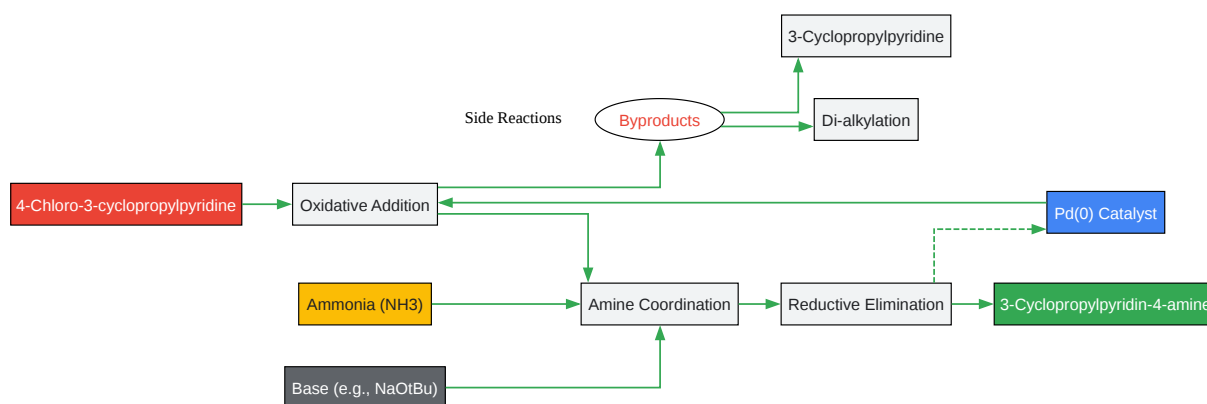 3-Cyclopropylpyridine
Side Reactions
Byproducts
Di-alkylation
4-Chloro-3-cyclopropylpyridine
Oxidative Addition
Pd(0) Catalyst
Ammonia (NH3)
Amine Coordination
Reductive Elimination
3-Cyclopropylpyridin-4-amine
Base (e.g., NaOtBu)